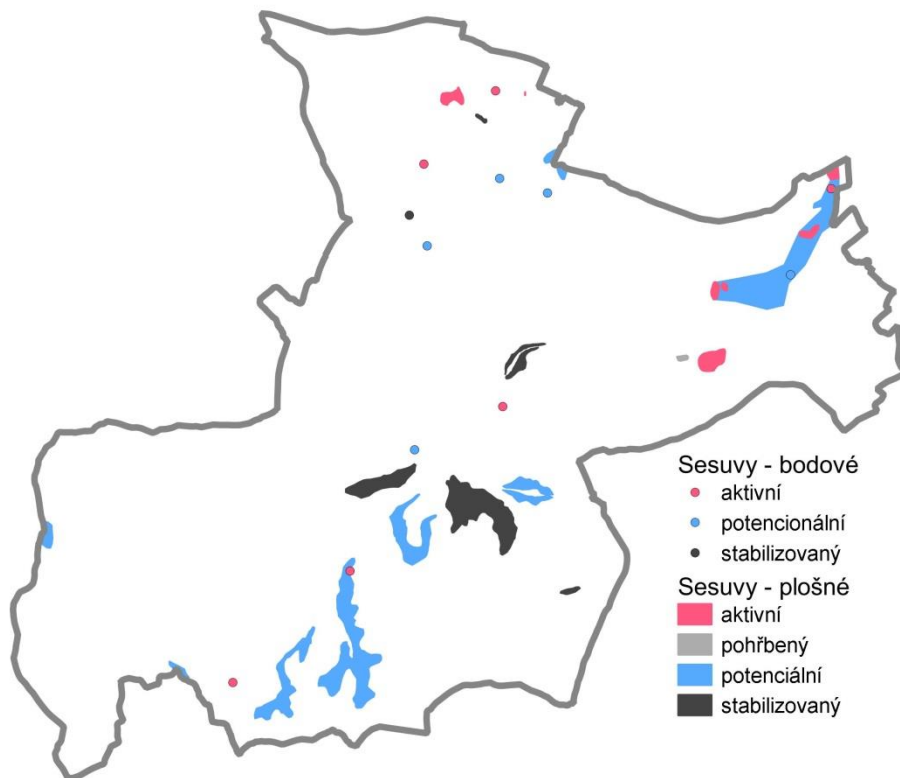 Sesuvy - bodové
aktivní
potencionální
stabilizovaný
Sesuvy - plošné
aktivní
pohřbený
potenciální
stabilizovaný